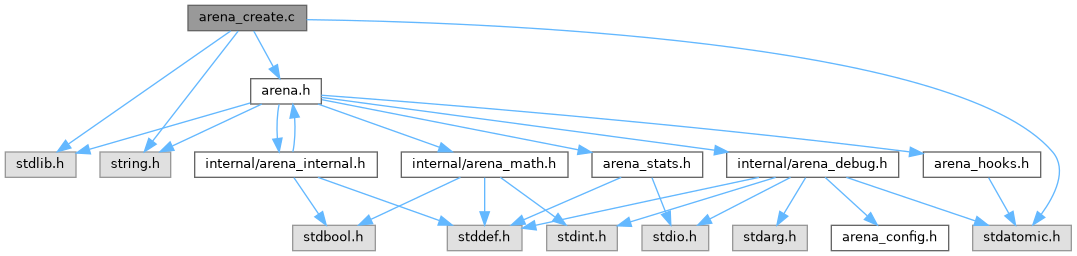 arena_create.c
arena.h
stdlib.h
string.h
internal/arena_internal.h
internal/arena_math.h
arena_stats.h
internal/arena_debug.h
arena_hooks.h
stdbool.h
stddef.h
stdint.h
stdio.h
stdarg.h
arena_config.h
stdatomic.h